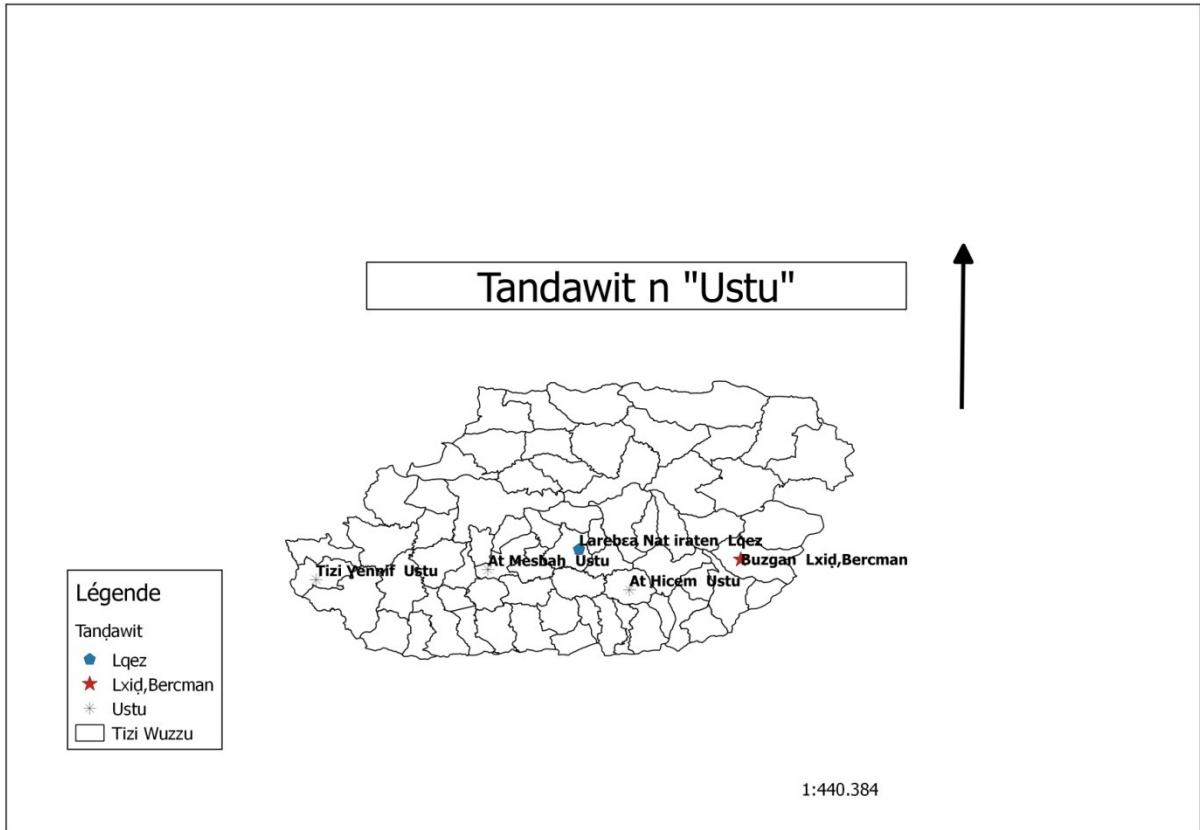 Tandawit n "Ustu"
Larebɛa Nat iraten Lqez
Buzgan Lxiḍ,Bercman
At Mesbaḥ Ustu
Tizi Yennif Ustu
At Hicem Ustu
Légende
Tanḍawit
Lqez
Lxiḍ,Bercman
Ustu
Tizi Wuzzu
1:440.384